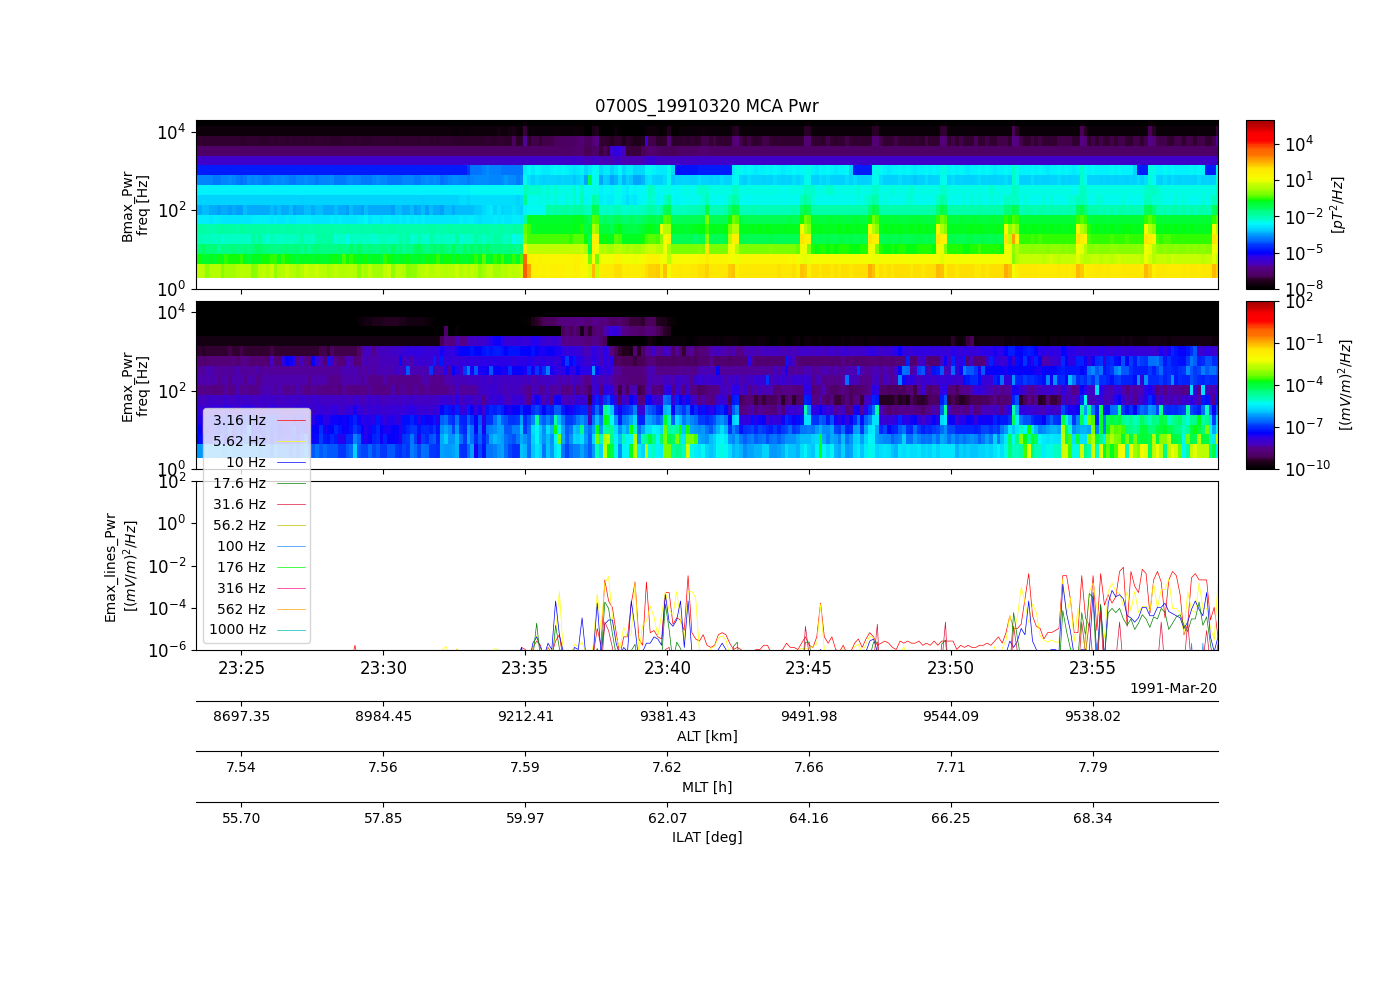 0700S_19910320 MCA Pwr
10^4
10^2
10^0
Bmax_Pwr
freq [Hz]
10^4
10^1
10^-2
10^-5
10^-8
[pT^2/Hz]
10^4
10^2
10^0
Emax_Pwr
freq [Hz]
10^2
10^-1
10^-4
10^-7
10^-10
[(mV/m)^2/Hz]
3.16 Hz
5.62 Hz
10 Hz
17.6 Hz
31.6 Hz
56.2 Hz
100 Hz
176 Hz
316 Hz
562 Hz
1000 Hz
10^2
10^0
10^-2
10^-4
10^-6
Emax_lines_Pwr
[(mV/m)^2/Hz]
23:25 23:30 23:35 23:40 23:45 23:50 23:55
1991-Mar-20
8697.35 8984.45 9212.41 9381.43 9491.98 9544.09 9538.02
ALT [km]
7.54 7.56 7.59 7.62 7.66 7.71 7.79
MLT [h]
55.70 57.85 59.97 62.07 64.16 66.25 68.34
ILAT [deg]